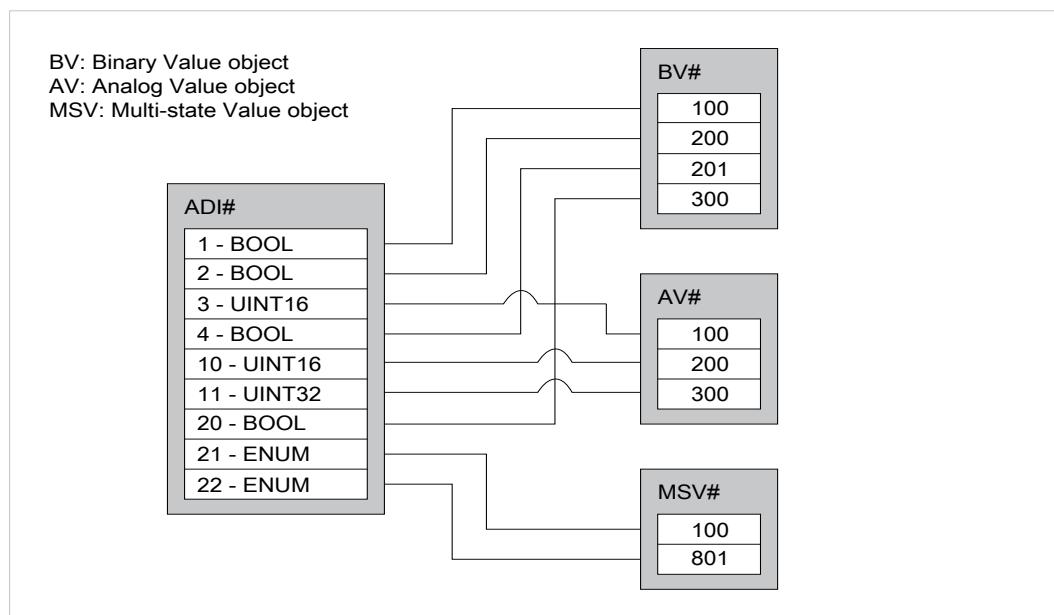 BV: Binary Value object
AV: Analog Value object
MSV: Multi-state Value object
ADI#
1 - BOOL
2 - BOOL
3 - UINT16
4 - BOOL
10 - UINT16
11 - UINT32
20 - BOOL
21 - ENUM
22 - ENUM
BV#
100
200
201
300
AV#
100
200
300
MSV#
100
801